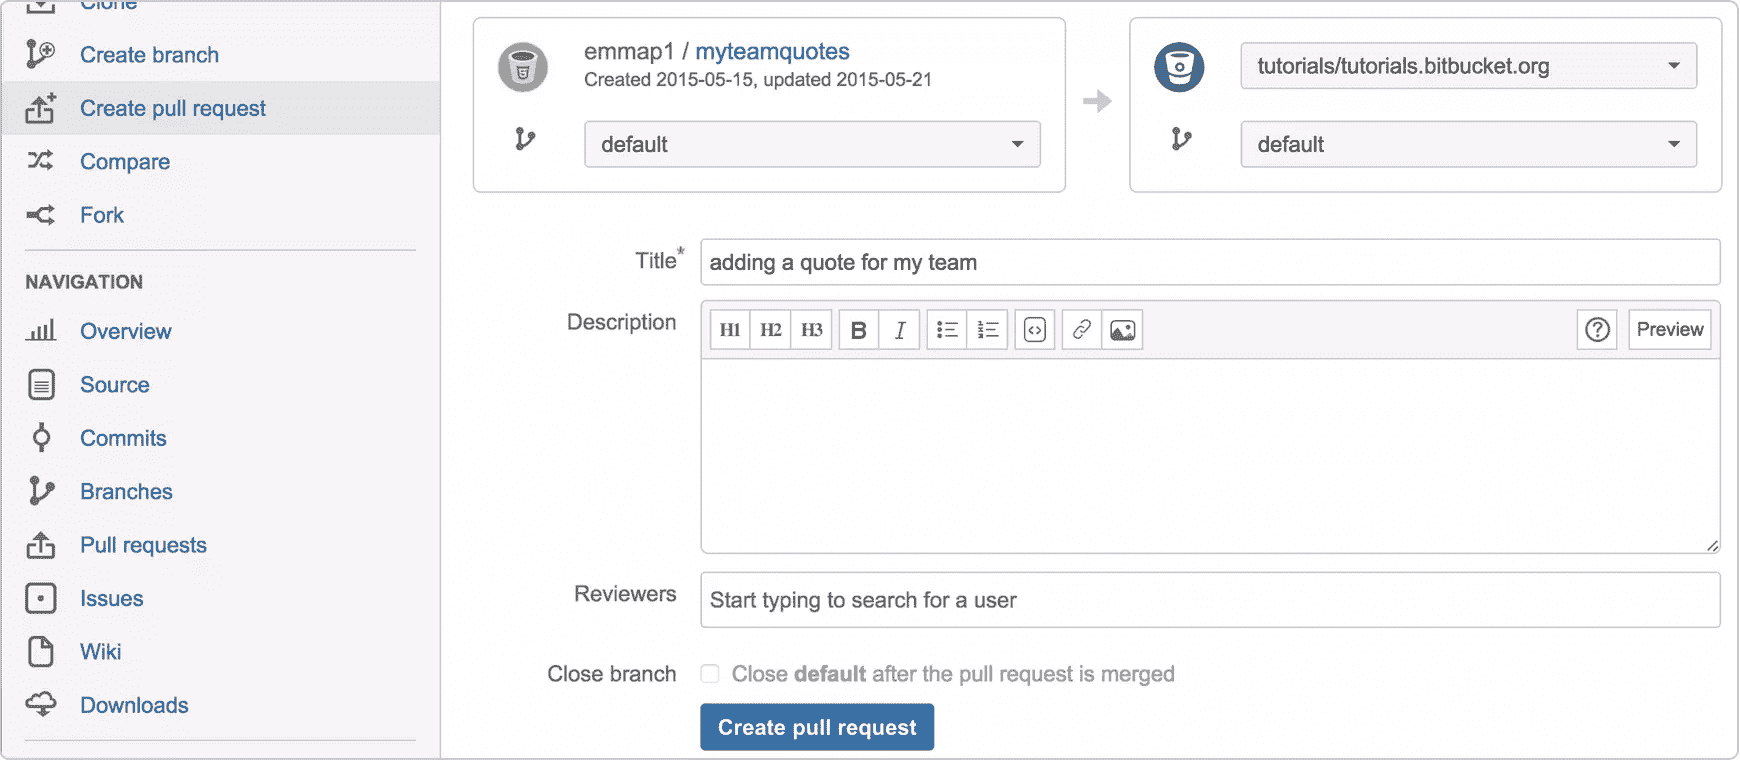 Clone
Create branch
Create pull request
Compare
Fork
NAVIGATION
Overview
Source
Commits
Branches
Pull requests
Issues
Wiki
Downloads
emmap1 / myteamquotes
Created 2015-05-15, updated 2015-05-21
default
tutorials/tutorials.bitbucket.org
default
Title*
adding a quote for my team
Description
H1 H2 H3 B I Preview
Reviewers
Start typing to search for a user
Close branch
Close default after the pull request is merged
Create pull request